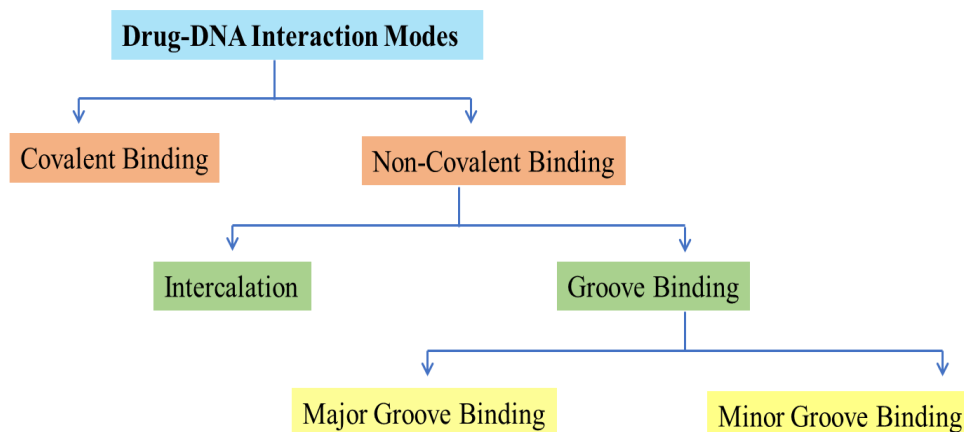 Drug-DNA Interaction Modes
Covalent Binding
Non-Covalent Binding
Intercalation
Groove Binding
Major Groove Binding
Minor Groove Binding